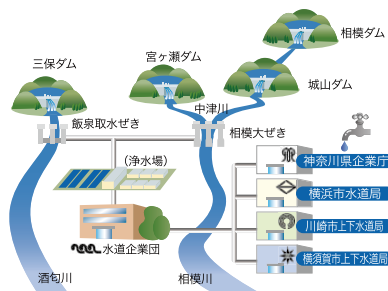 相模ダム
宮ヶ瀬ダム
三保ダム
城山ダム
中津川
飯泉取水ぜき
相模大ぜき
(浄水場)
神奈川県企業庁
横浜市水道局
川崎市上下水道局
水道企業団
横須賀市上下水道局
酒匂川
相模川